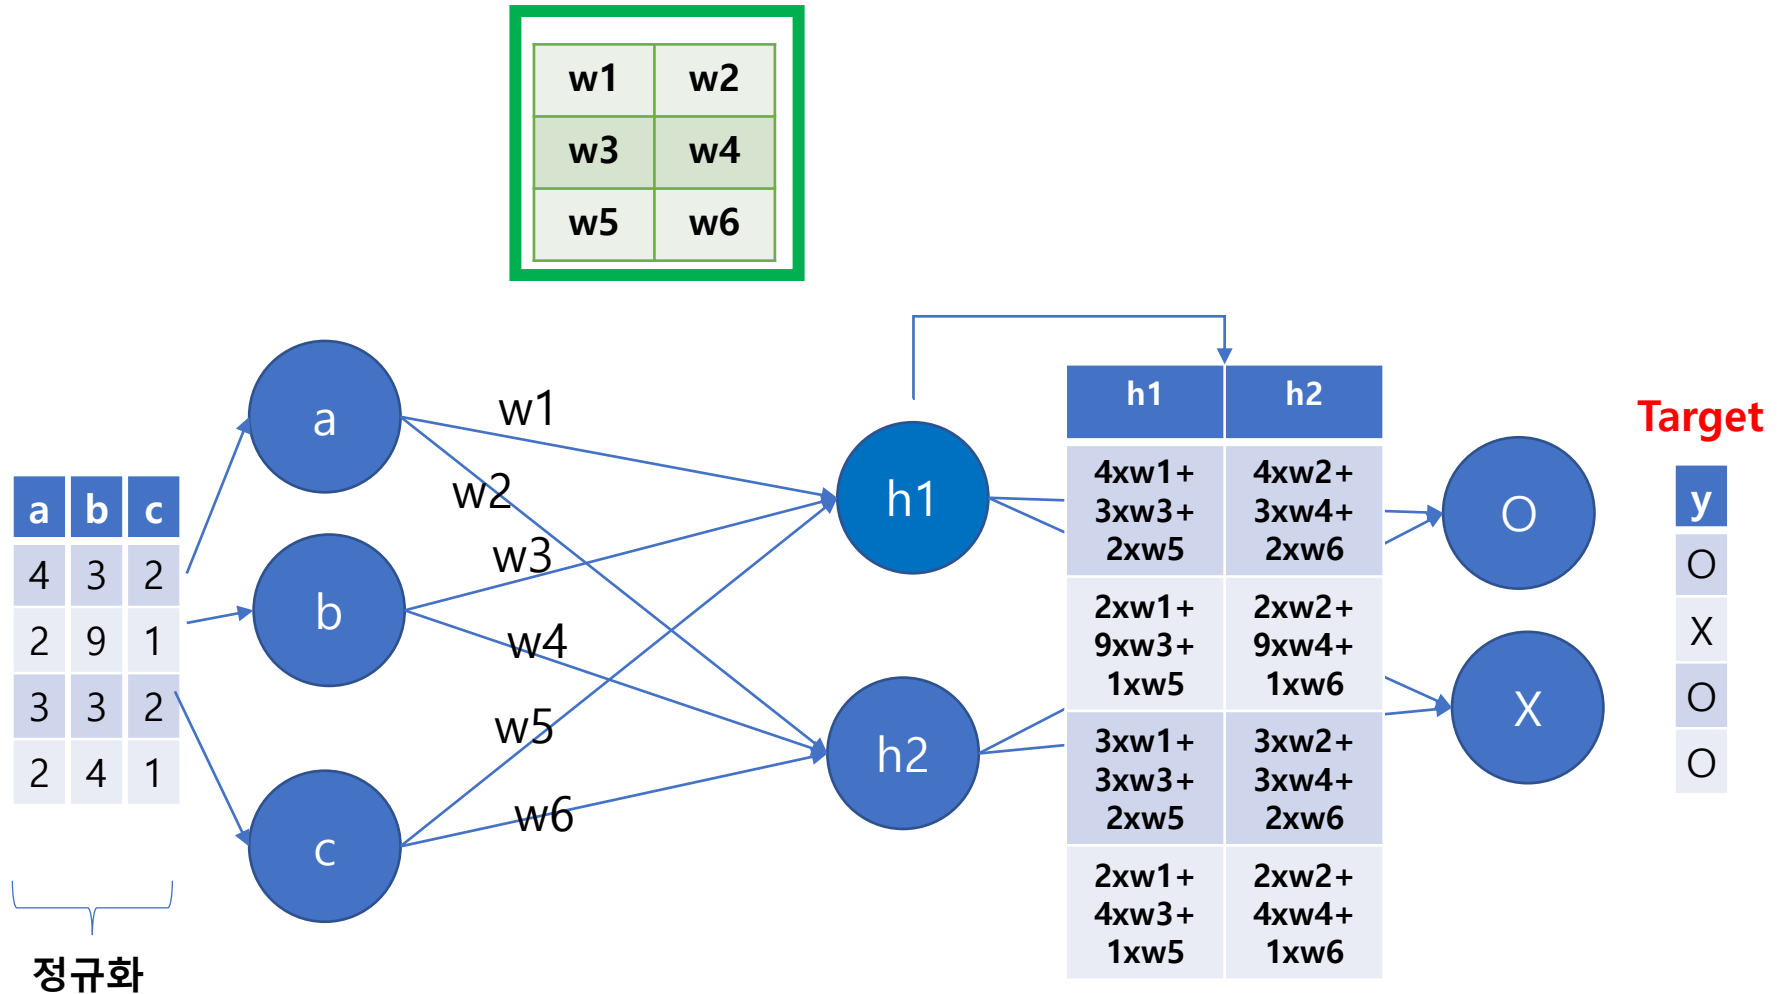 w1 w2
w3 w4
w5 w6
a
b
c
w1
w2
w3
w4
w5
w6
h1
h2
a b c
4 3 2
2 9 1
3 3 2
2 4 1
정규화
h1 h2
4xw1+ 4xw2+
3xw3+ 3xw4+
2xw5 2xw6
2xw1+ 2xw2+
9xw3+ 9xw4+
1xw5 1xw6
3xw1+ 3xw2+
3xw3+ 3xw4+
2xw5 2xw6
2xw1+ 2xw2+
4xw3+ 4xw4+
1xw5 1xw6
O
X
Target
y
O
X
O
O